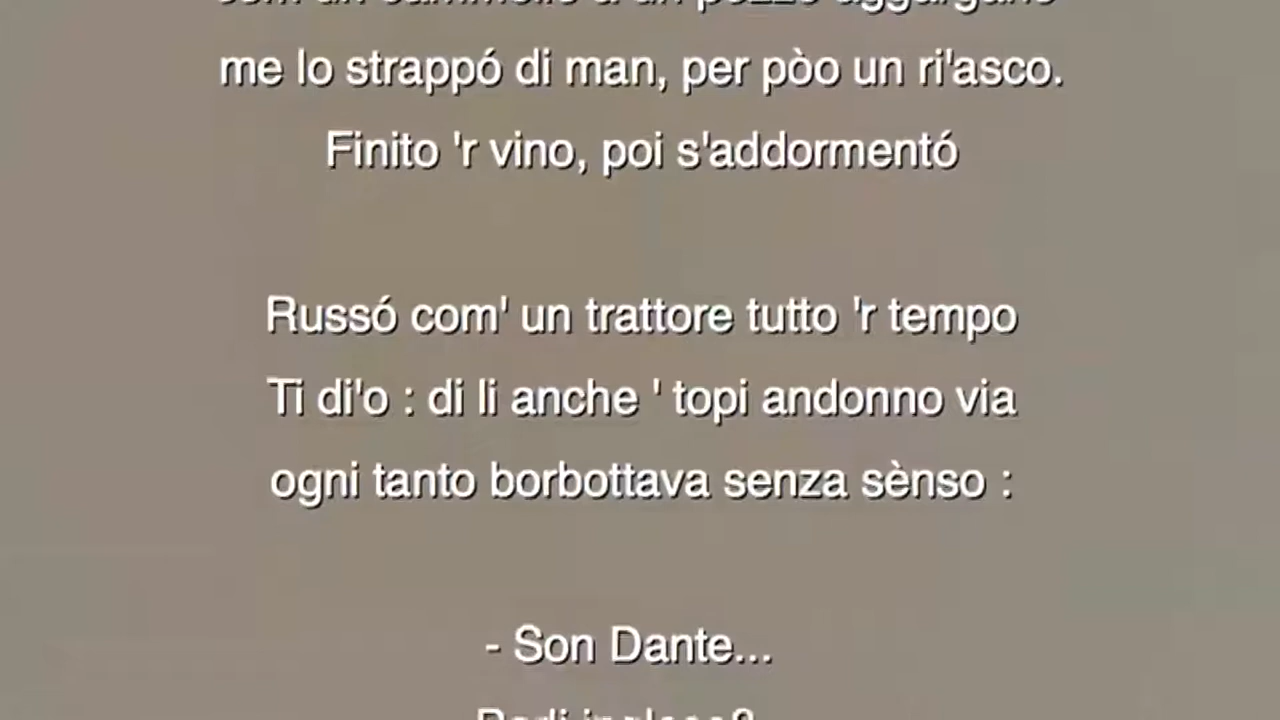 me lo strappó di man, per pòo un ri'asco.
Finito 'r vino, poi s'addormentó
Russó com' un trattore tutto 'r tempo
Ti di'o : di li anche ' topi andonno via
ogni tanto borbottava senza sènso :
- Son Dante...